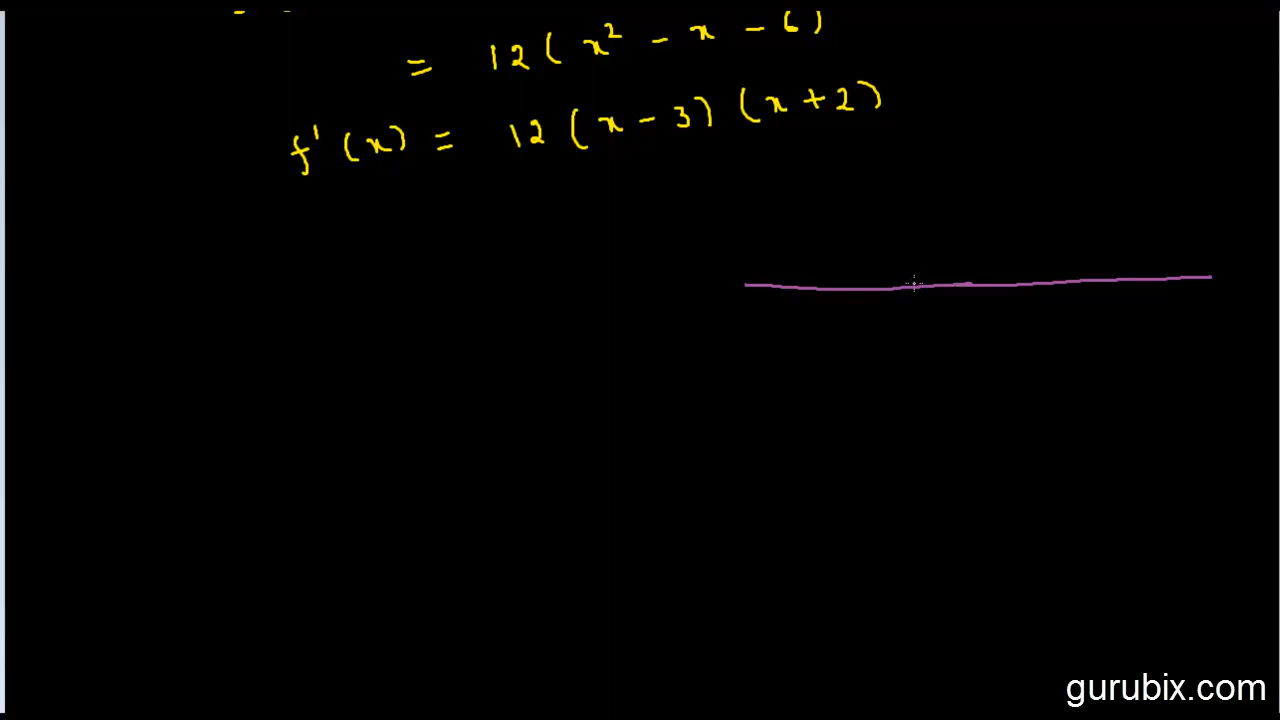 = 12(x² - x - 6)
f'(x) = 12(x - 3)(x + 2)
gurubix.com